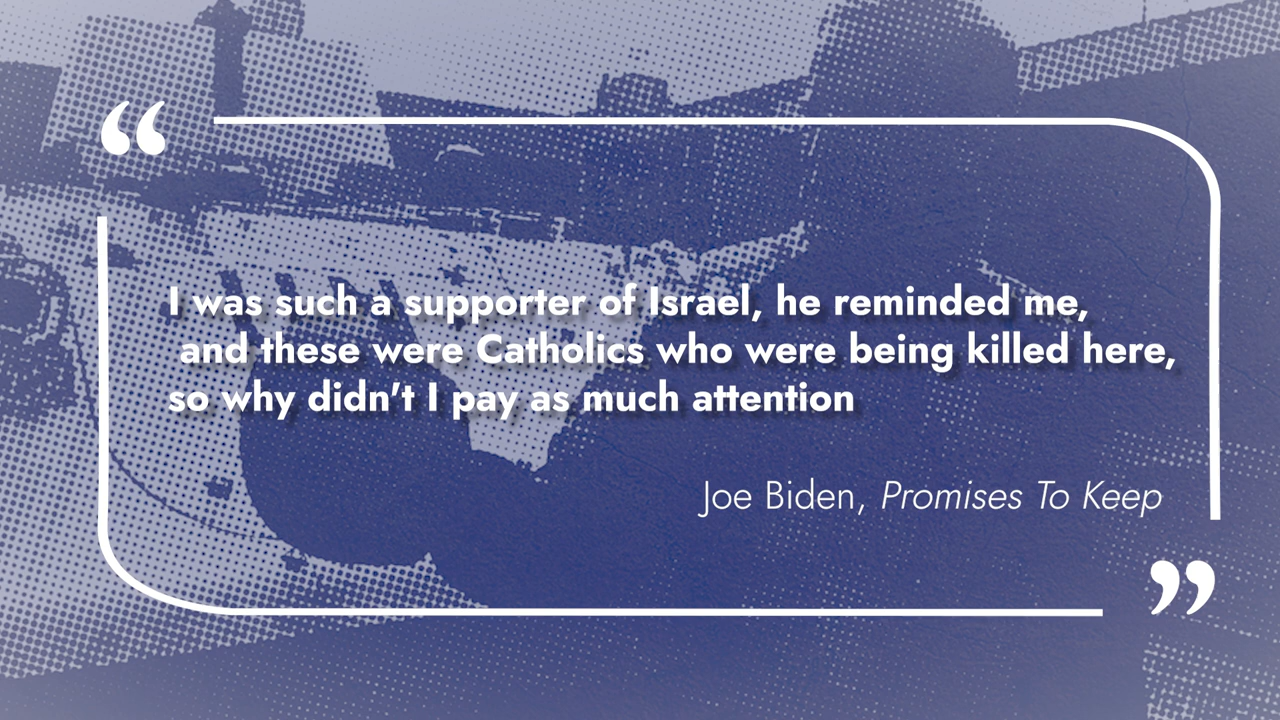 “
I was such a supporter of Israel, he reminded me,
and these were Catholics who were being killed here,
so why didn't I pay as much attention
Joe Biden, Promises To Keep
”